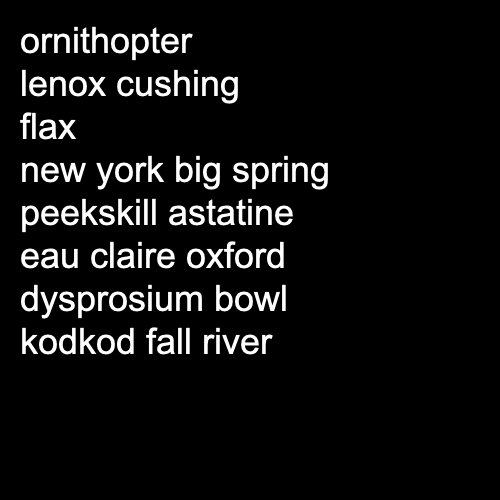 ornithopter
lenox cushing
flax
new york big spring
peekskill astatine
eau claire oxford
dysprosium bowl
kodkod fall river